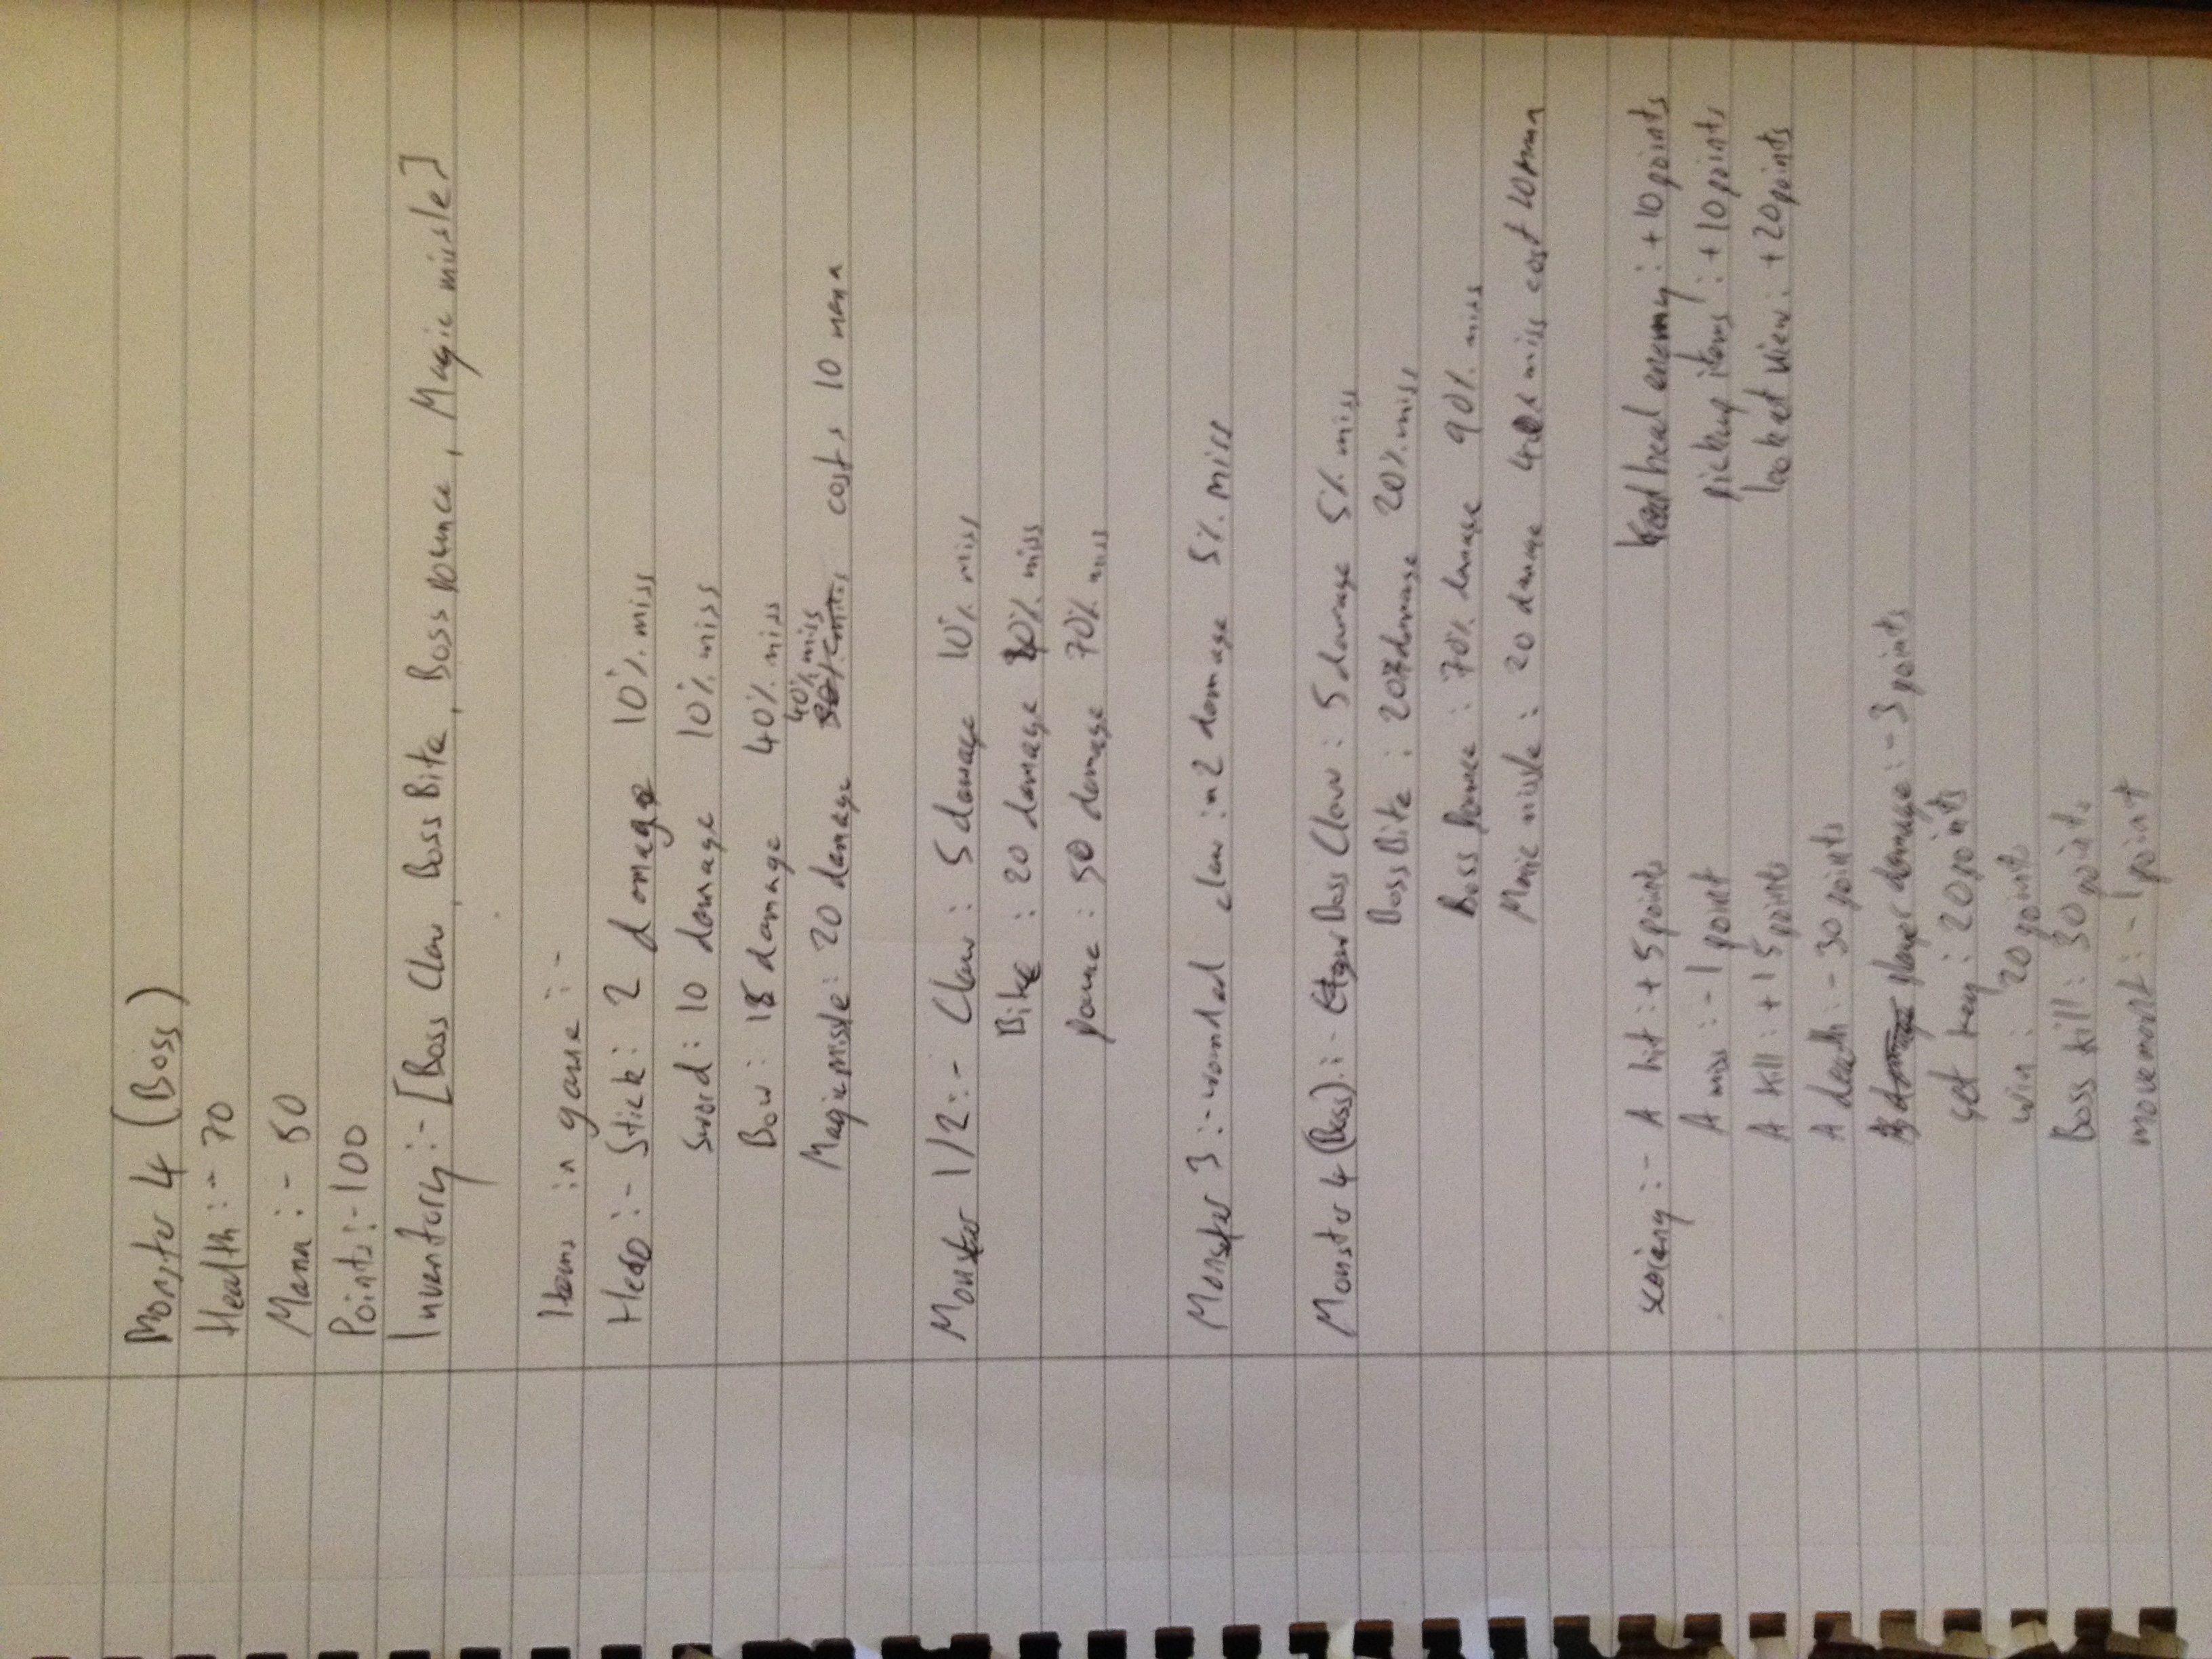 Monster 4 (Boss)
Health :- 70
Mana :- 50
Points :- 100
Inventory :- [Boss Claw, Boss Bite, Boss pounce, Magic missle]
Items in game :-
Hero :- Stick : 2 damage 10% miss
Sword : 10 damage 10% miss
Bow : 18 damage 40% miss
Magic missle : 20 damage 40% miss costs 10 mana
Monster 1/2 :- Claw : 5 damage 10% miss
Bite : 20 damage % miss
Pounce : 50 damage 70% miss
Monster 3 :- wounded claw : 2 damage 5% miss
Monster 4 (Boss) :- Boss Claw : 5 damage 5% miss
Boss Bite : 20 damage 20% miss
Boss Pounce : 70% damage 90% miss
Magic missle : 20 damage 40% miss cost 10 mana
scoring :- A hit : + 5 points heal enemy : + 10 points
A miss : - 1 point pickup items : + 10 points
A kill : + 15 points look at view : + 20 points
A death :- 30 points
player damage : - 3 points
get key : 20 points
win : 20 points
Boss kill : 30 points
movement : - 1 point